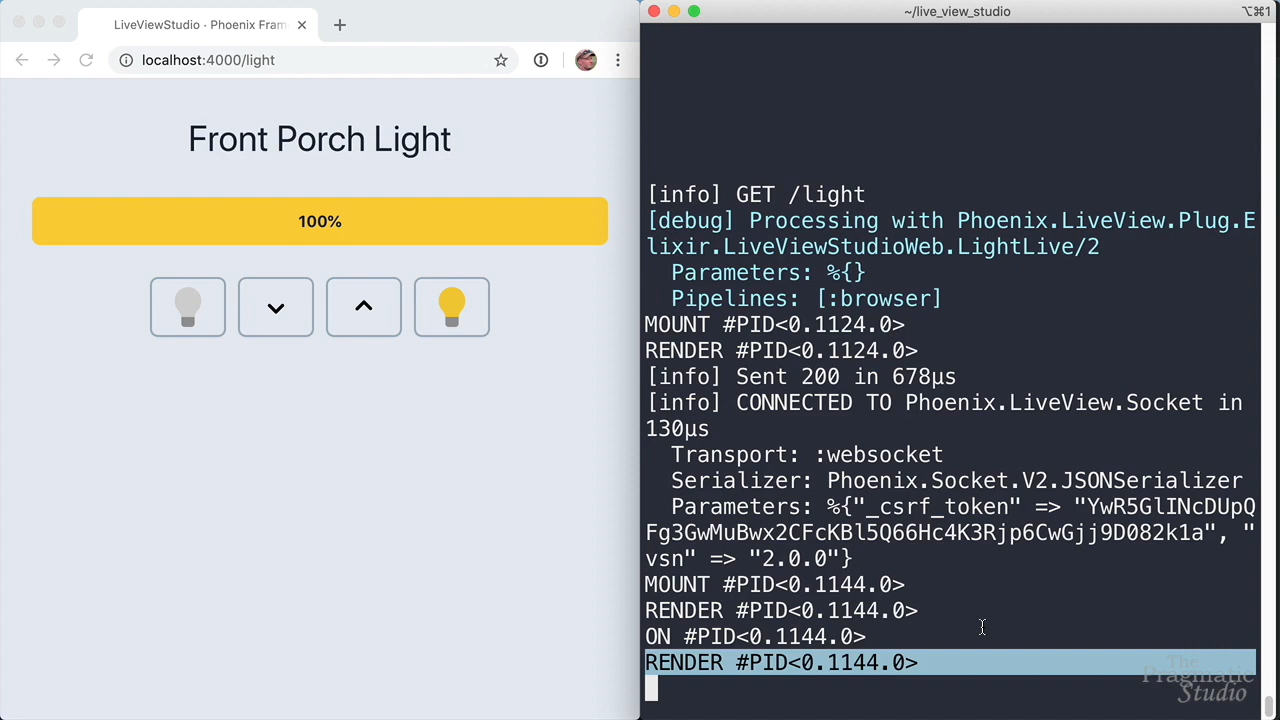 LiveViewStudio · Phoenix Fram
localhost:4000/light
Front Porch Light
100%
~/live_view_studio
⌥⌘1
[info] GET /light
[debug] Processing with Phoenix.LiveView.Plug.E
lixir.LiveViewStudioWeb.LightLive/2
  Parameters: %{}
  Pipelines: [:browser]
MOUNT #PID<0.1124.0>
RENDER #PID<0.1124.0>
[info] Sent 200 in 678µs
[info] CONNECTED TO Phoenix.LiveView.Socket in
130µs
  Transport: :websocket
  Serializer: Phoenix.Socket.V2.JSONSerializer
  Parameters: %{"_csrf_token" => "YwR5GlINcDUpQ
Fg3GwMuBwx2CFcKBl5Q66Hc4K3Rjp6CwGjj9D082k1a", "
vsn" => "2.0.0"}
MOUNT #PID<0.1144.0>
RENDER #PID<0.1144.0>
ON #PID<0.1144.0>
RENDER #PID<0.1144.0>
The
Pragmatic
Studio